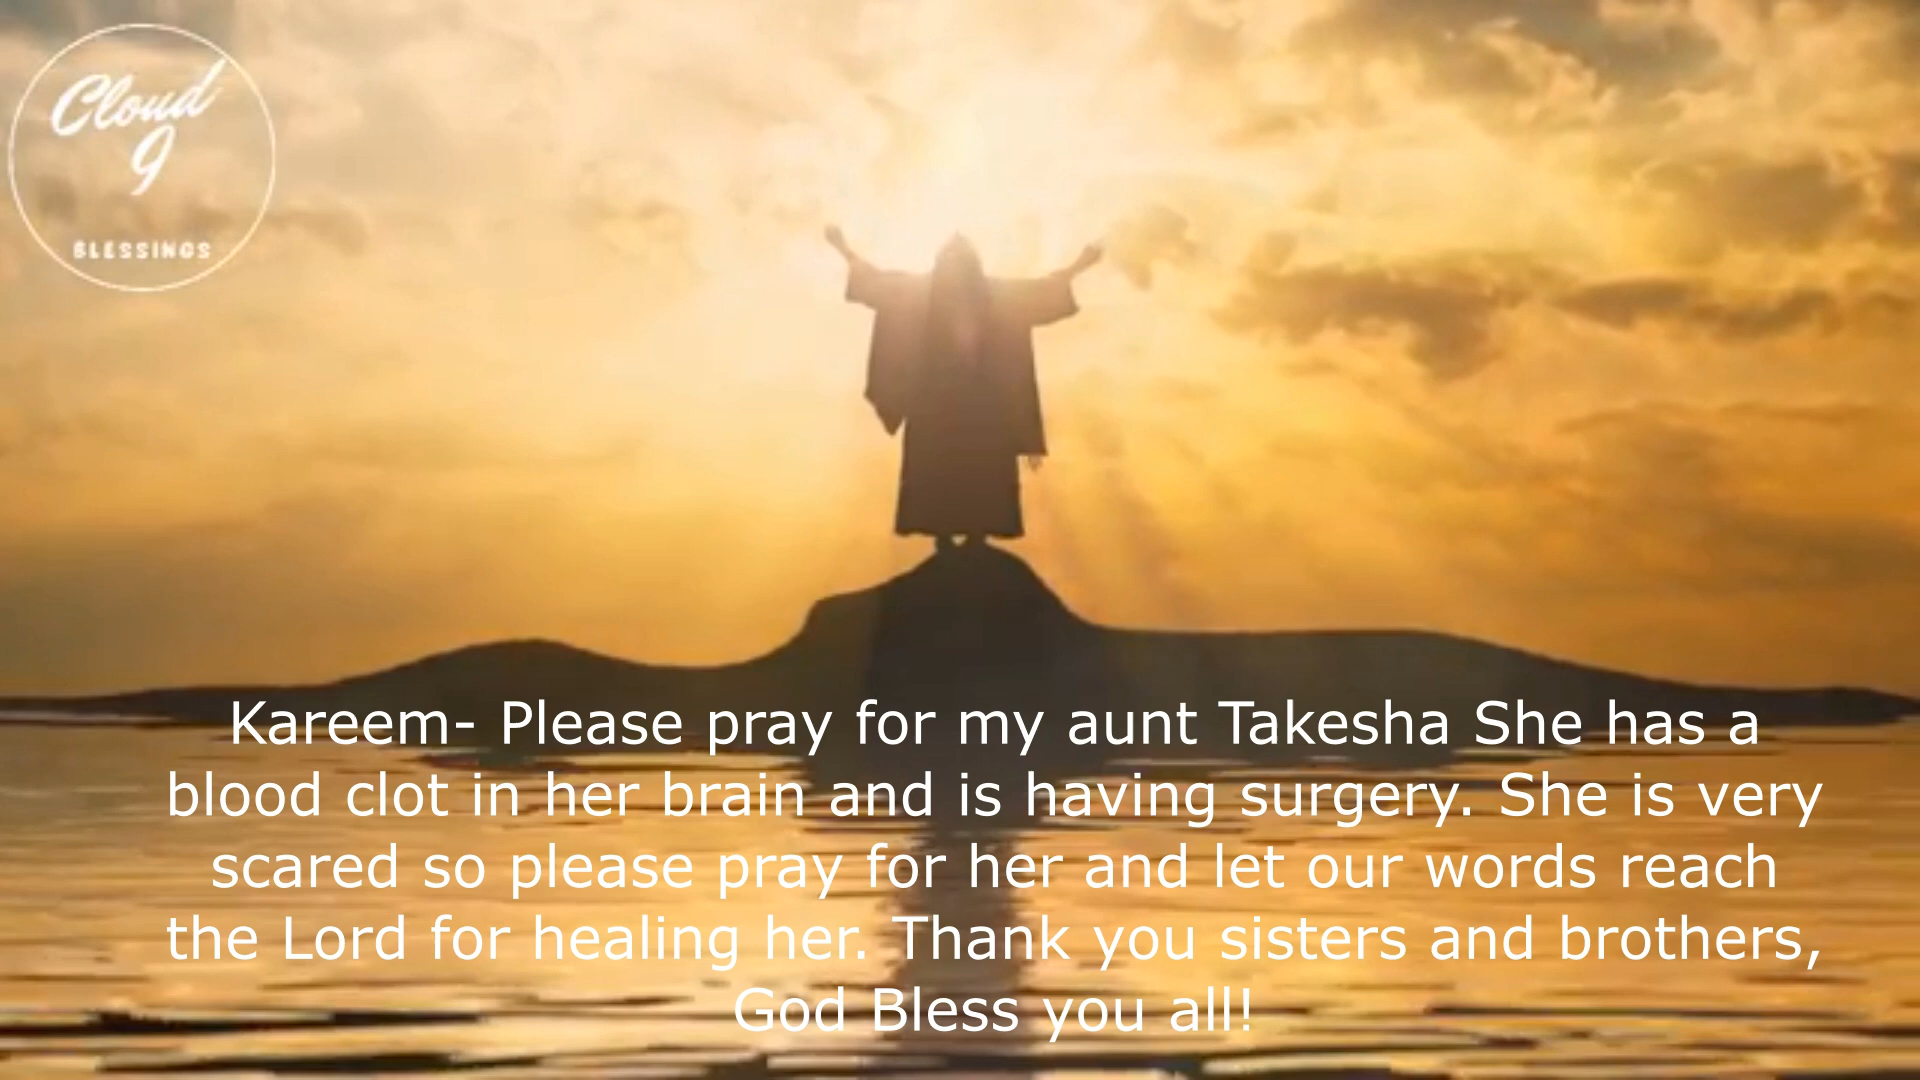 Cloud
9
BLESSINGS
Kareem- Please pray for my aunt Takesha She has a
blood clot in her brain and is having surgery. She is very
scared so please pray for her and let our words reach
the Lord for healing her. Thank you sisters and brothers,
God Bless you all!